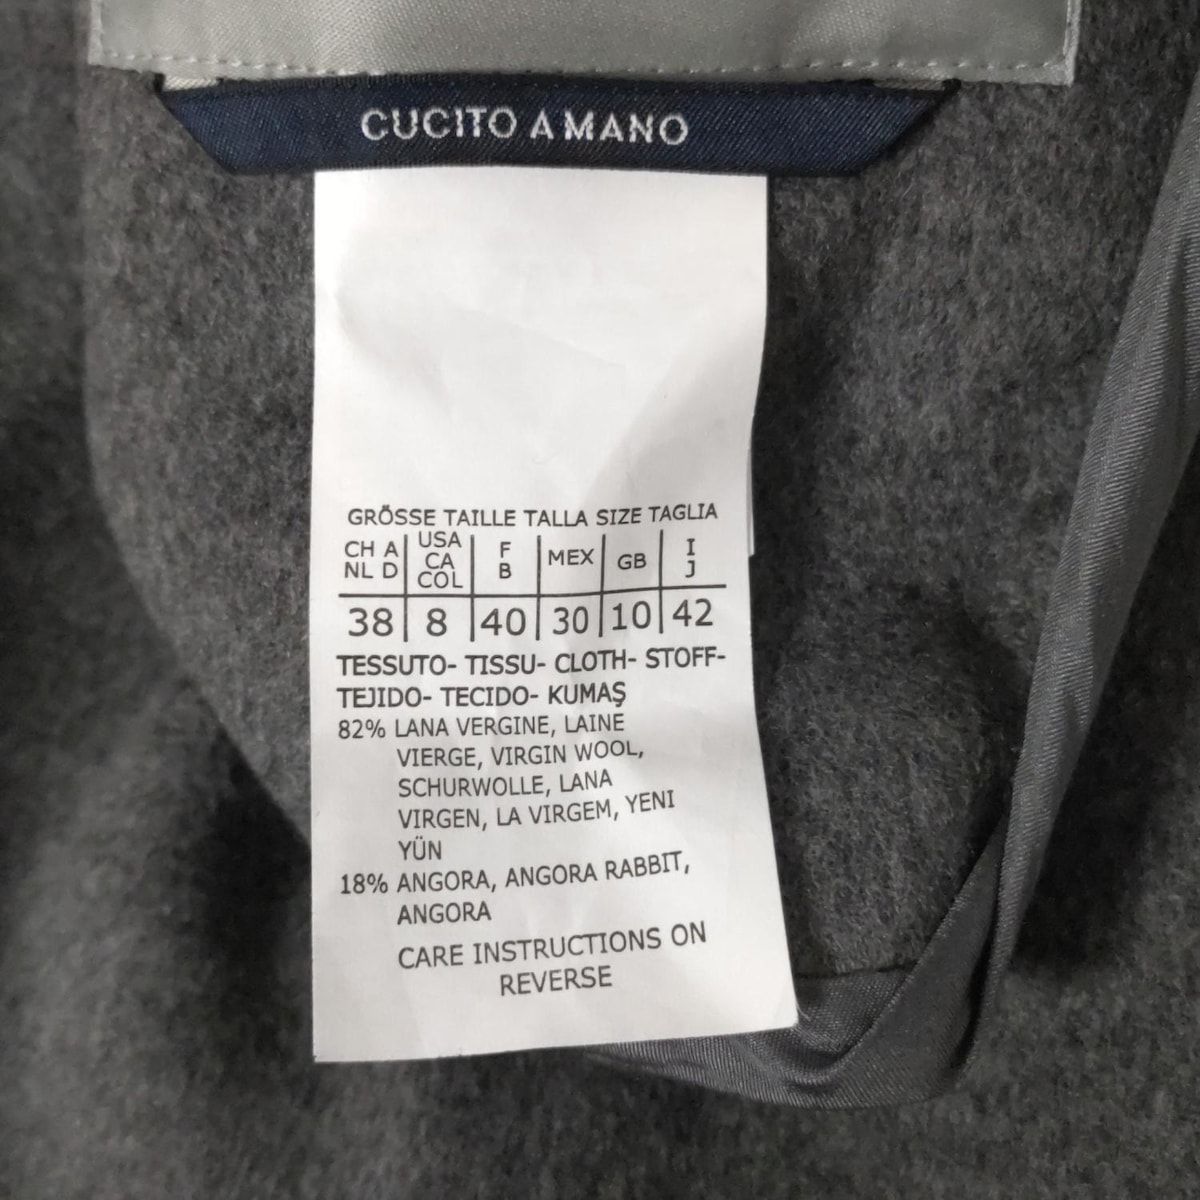 CUCITO A MANO
GRÖSSE TAILLE TALLA SIZE TAGLIA
CH A NL D | USA CA COL | F B | MEX | GB | I J
38 | 8 | 40 | 30 | 10 | 42
TESSUTO- TISSU- CLOTH- STOFF-
TEJIDO- TECIDO- KUMAŞ
82% LANA VERGINE, LAINE
VIERGE, VIRGIN WOOL,
SCHURWOLLE, LANA
VIRGEN, LA VIRGEM, YENI
YÜN
18% ANGORA, ANGORA RABBIT,
ANGORA
CARE INSTRUCTIONS ON
REVERSE